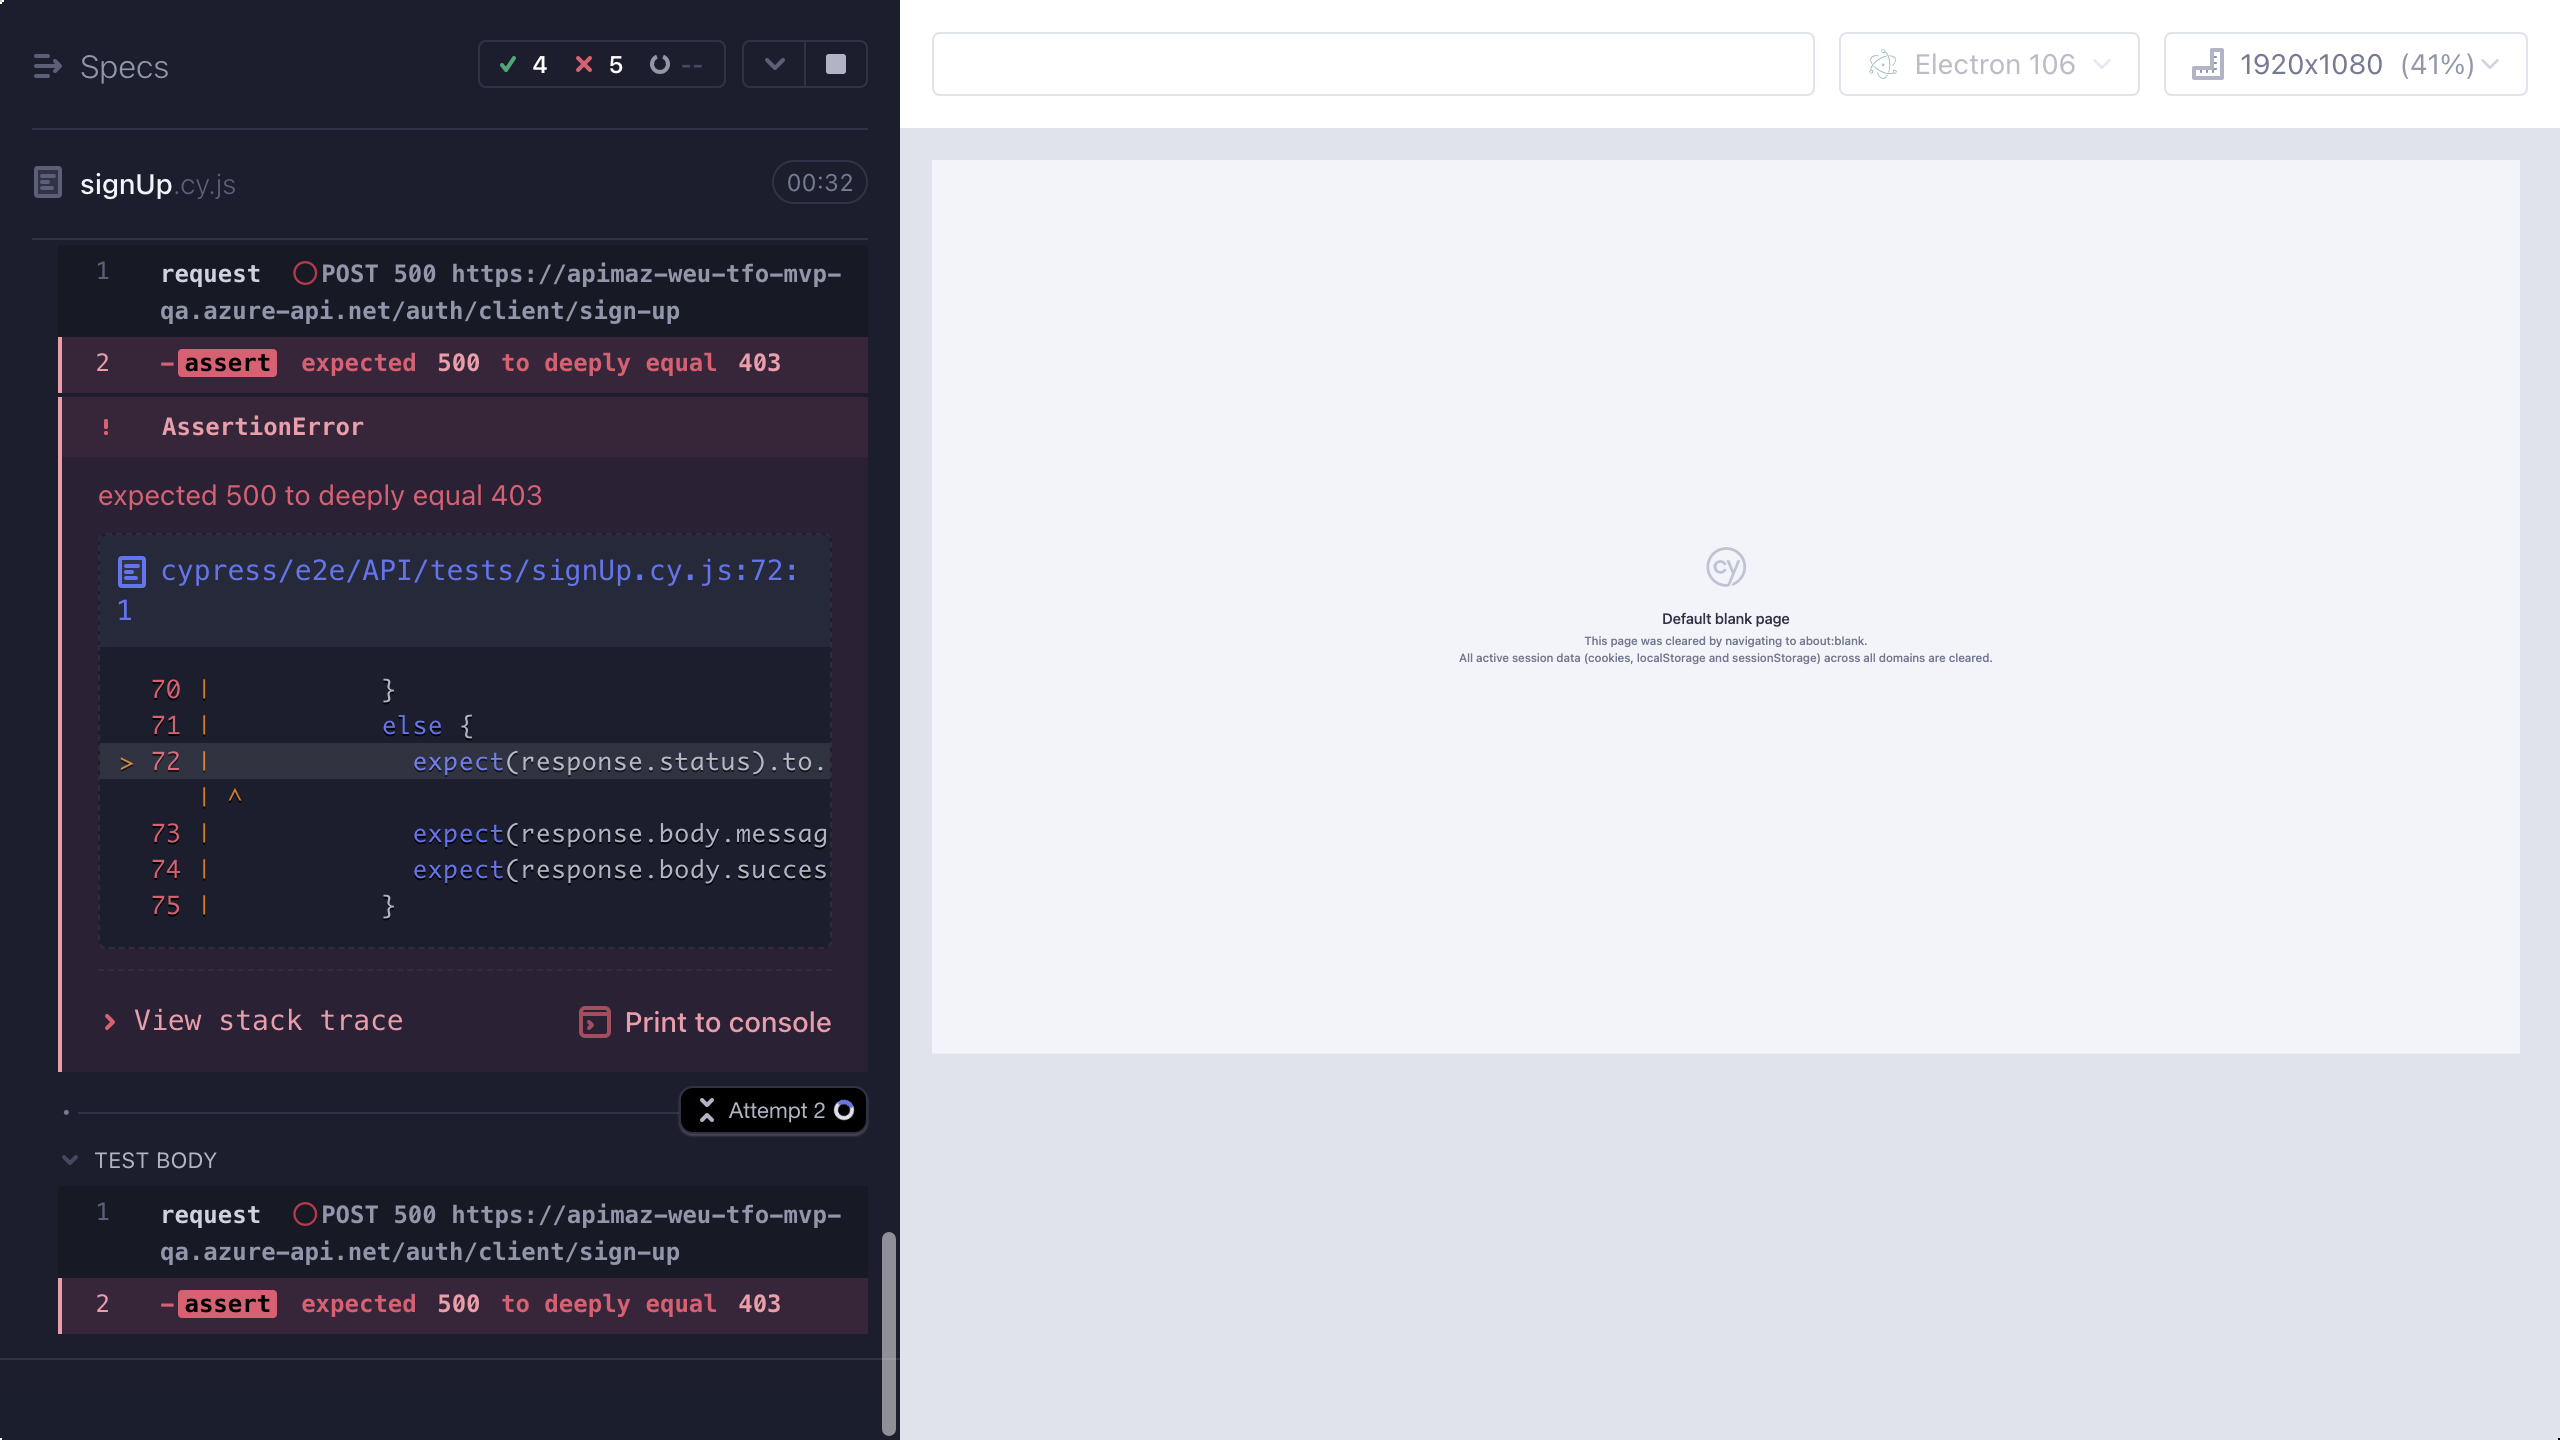 Specs
4 5 --
signUp.cy.js
00:32
1 request POST 500 https://apimaz-weu-tfo-mvp-
qa.azure-api.net/auth/client/sign-up
2 -assert expected 500 to deeply equal 403
! AssertionError
expected 500 to deeply equal 403
cypress/e2e/API/tests/signUp.cy.js:72:
1
70 | }
71 | else {
> 72 | expect(response.status).to.
| ^
73 | expect(response.body.messag
74 | expect(response.body.succes
75 | }
View stack trace
Print to console
Attempt 2
TEST BODY
1 request POST 500 https://apimaz-weu-tfo-mvp-
qa.azure-api.net/auth/client/sign-up
2 -assert expected 500 to deeply equal 403
Electron 106
1920x1080 (41%)
cy
Default blank page
This page was cleared by navigating to about:blank.
All active session data (cookies, localStorage and sessionStorage) across all domains are cleared.